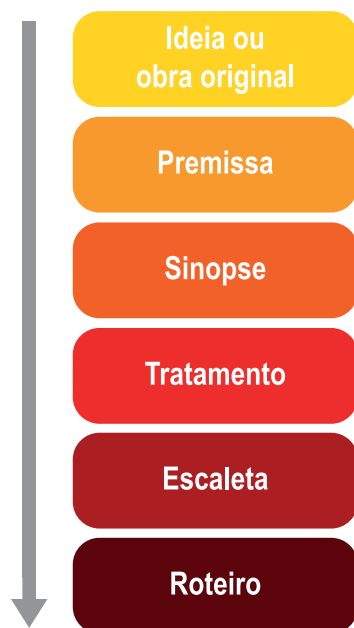 Ideia ou
obra original
Premissa
Sinopse
Tratamento
Escaleta
Roteiro